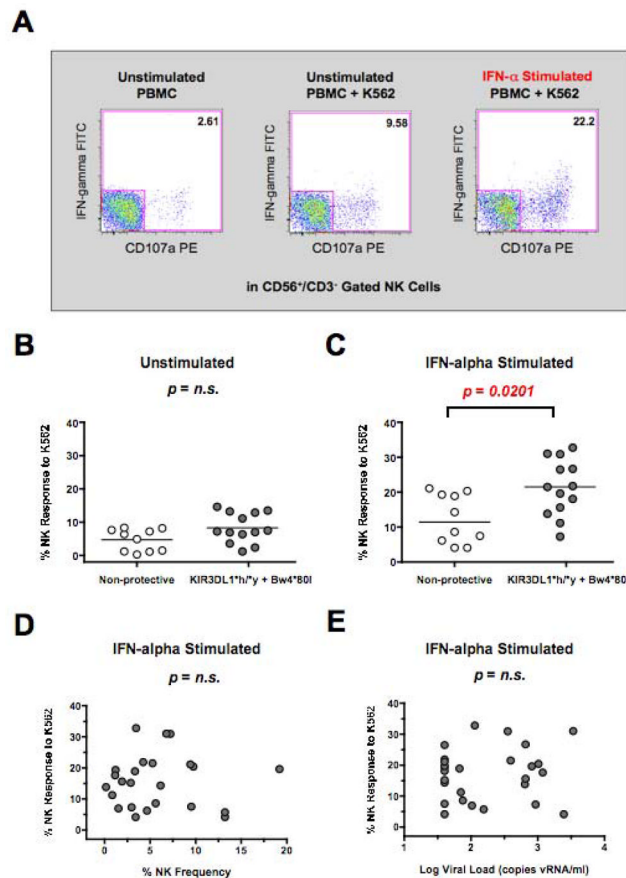 A
Unstimulated
PBMC
Unstimulated
PBMC + K562
IFN-α Stimulated
PBMC + K562
IFN-gamma FITC
2.61
CD107a PE
IFN-gamma FITC
9.58
CD107a PE
IFN-gamma FITC
22.2
CD107a PE
in CD56⁺/CD3⁻ Gated NK Cells
B
Unstimulated
p = n.s.
% NK Response to K562
40
30
20
10
0
Non-protective
KIR3DL1*h/*y + Bw4*80I
C
IFN-alpha Stimulated
p = 0.0201
% NK Response to K562
40
30
20
10
0
Non-protective
KIR3DL1*h/*y + Bw4*80I
D
IFN-alpha Stimulated
p = n.s.
% NK Response to K562
40
30
20
10
0
0 5 10 15 20
% NK Frequency
E
IFN-alpha Stimulated
p = n.s.
% NK Response to K562
40
30
20
10
0
1 2 3 4
Log Viral Load (copies vRNA/ml)